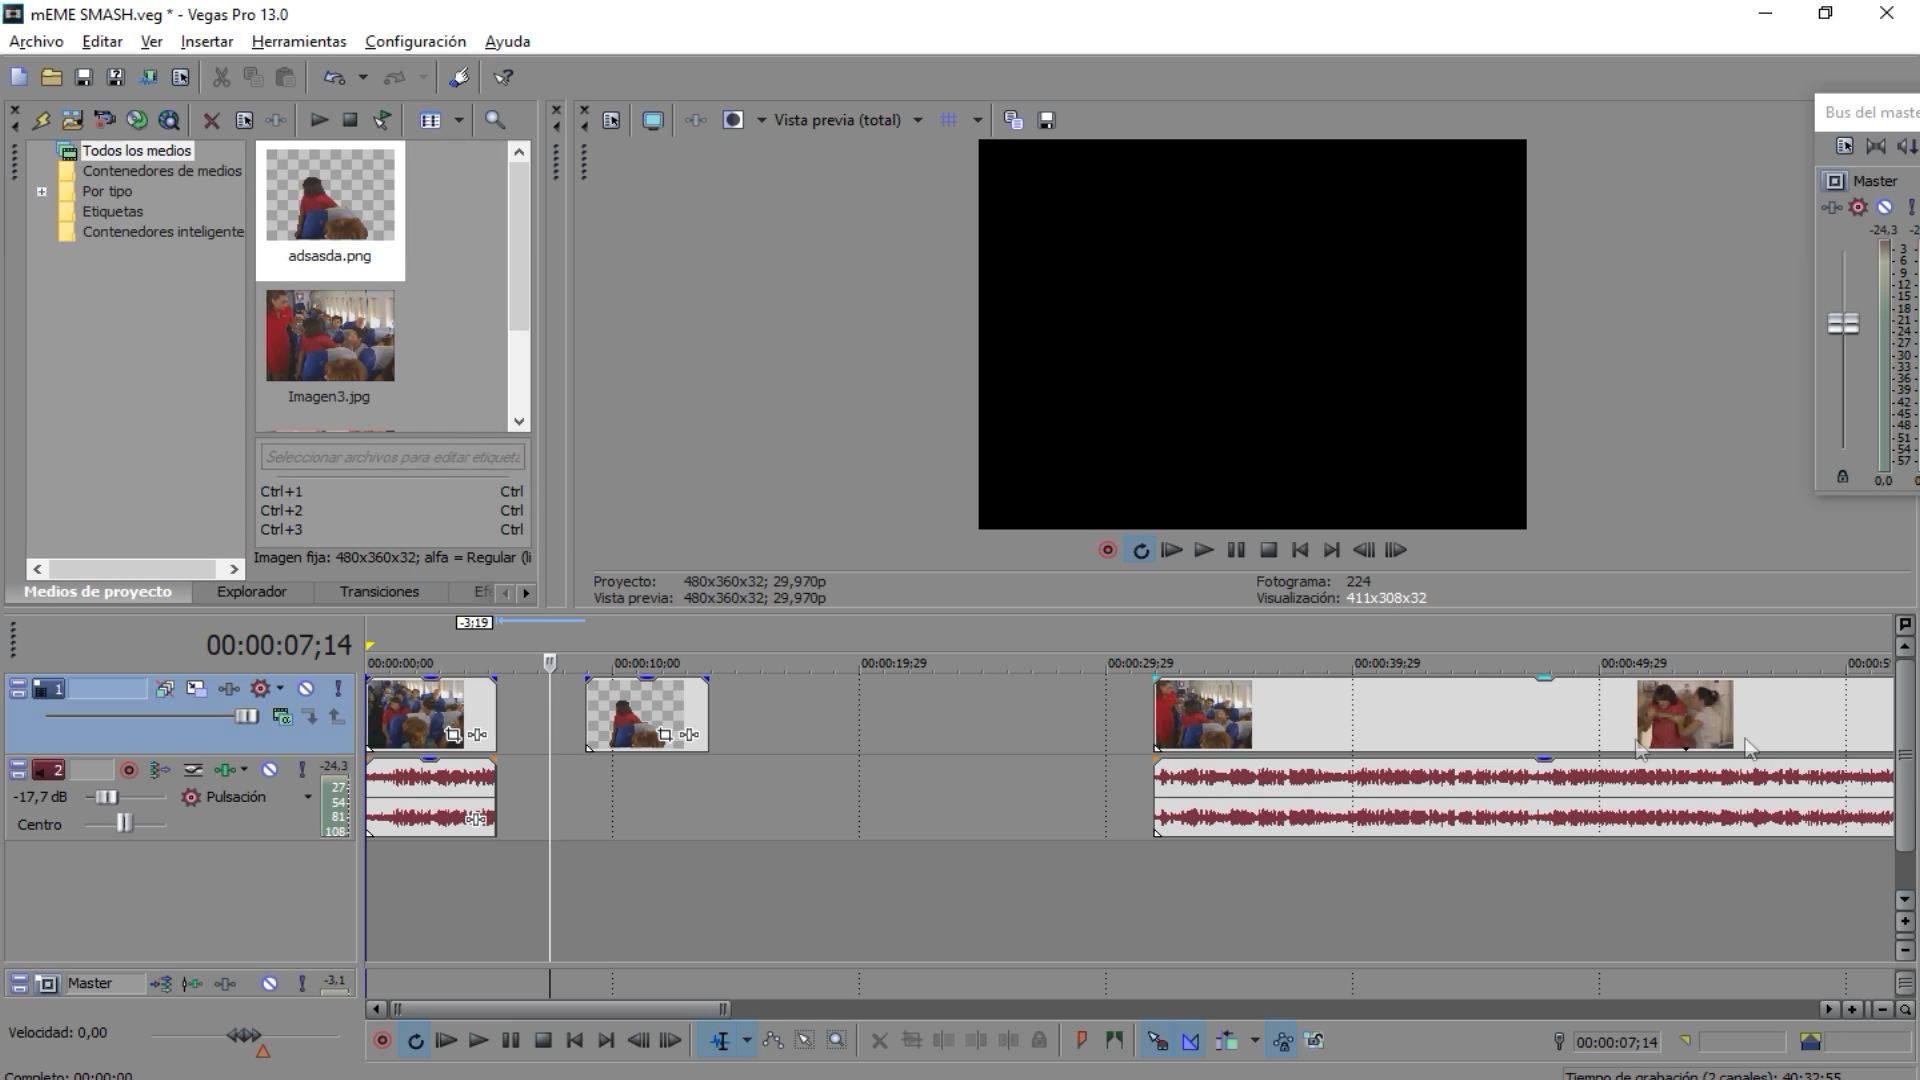 mEME SMASH.veg * - Vegas Pro 13.0
Archivo Editar Ver Insertar Herramientas Configuración Ayuda
Vista previa (total)
Bus del maste
Todos los medios
Contenedores de medios
Por tipo
Etiquetas
Contenedores inteligente
adsasda.png
Imagen3.jpg
Seleccionar archivos para editar etiqueta
Ctrl+1 Ctrl
Ctrl+2 Ctrl
Ctrl+3 Ctrl
Imagen fija: 480x360x32; alfa = Regular (lí
Medios de proyecto Explorador Transiciones Efe
Master
-24,3 -2
3
6
9
12
15
18
21
24
27
30
33
36
39
42
45
48
51
54
57
0,0 0
Proyecto: 480x360x32; 29,970p
Vista previa: 480x360x32; 29,970p
Fotograma: 224
Visualización: 411x308x32
-3;19
00:00:07;14
00:00:00;00 00:00:10;00 00:00:19;29 00:00:29;29 00:00:39;29 00:00:49;29 00:00:5
1
2
-24,3
-17,7 dB Pulsación
Centro
27
54
81
108
Master -3,1
Velocidad: 0,00
00:00:07;14
Completo: 00:00:00
Tiempo de grabación (2 canales): 40:32:55